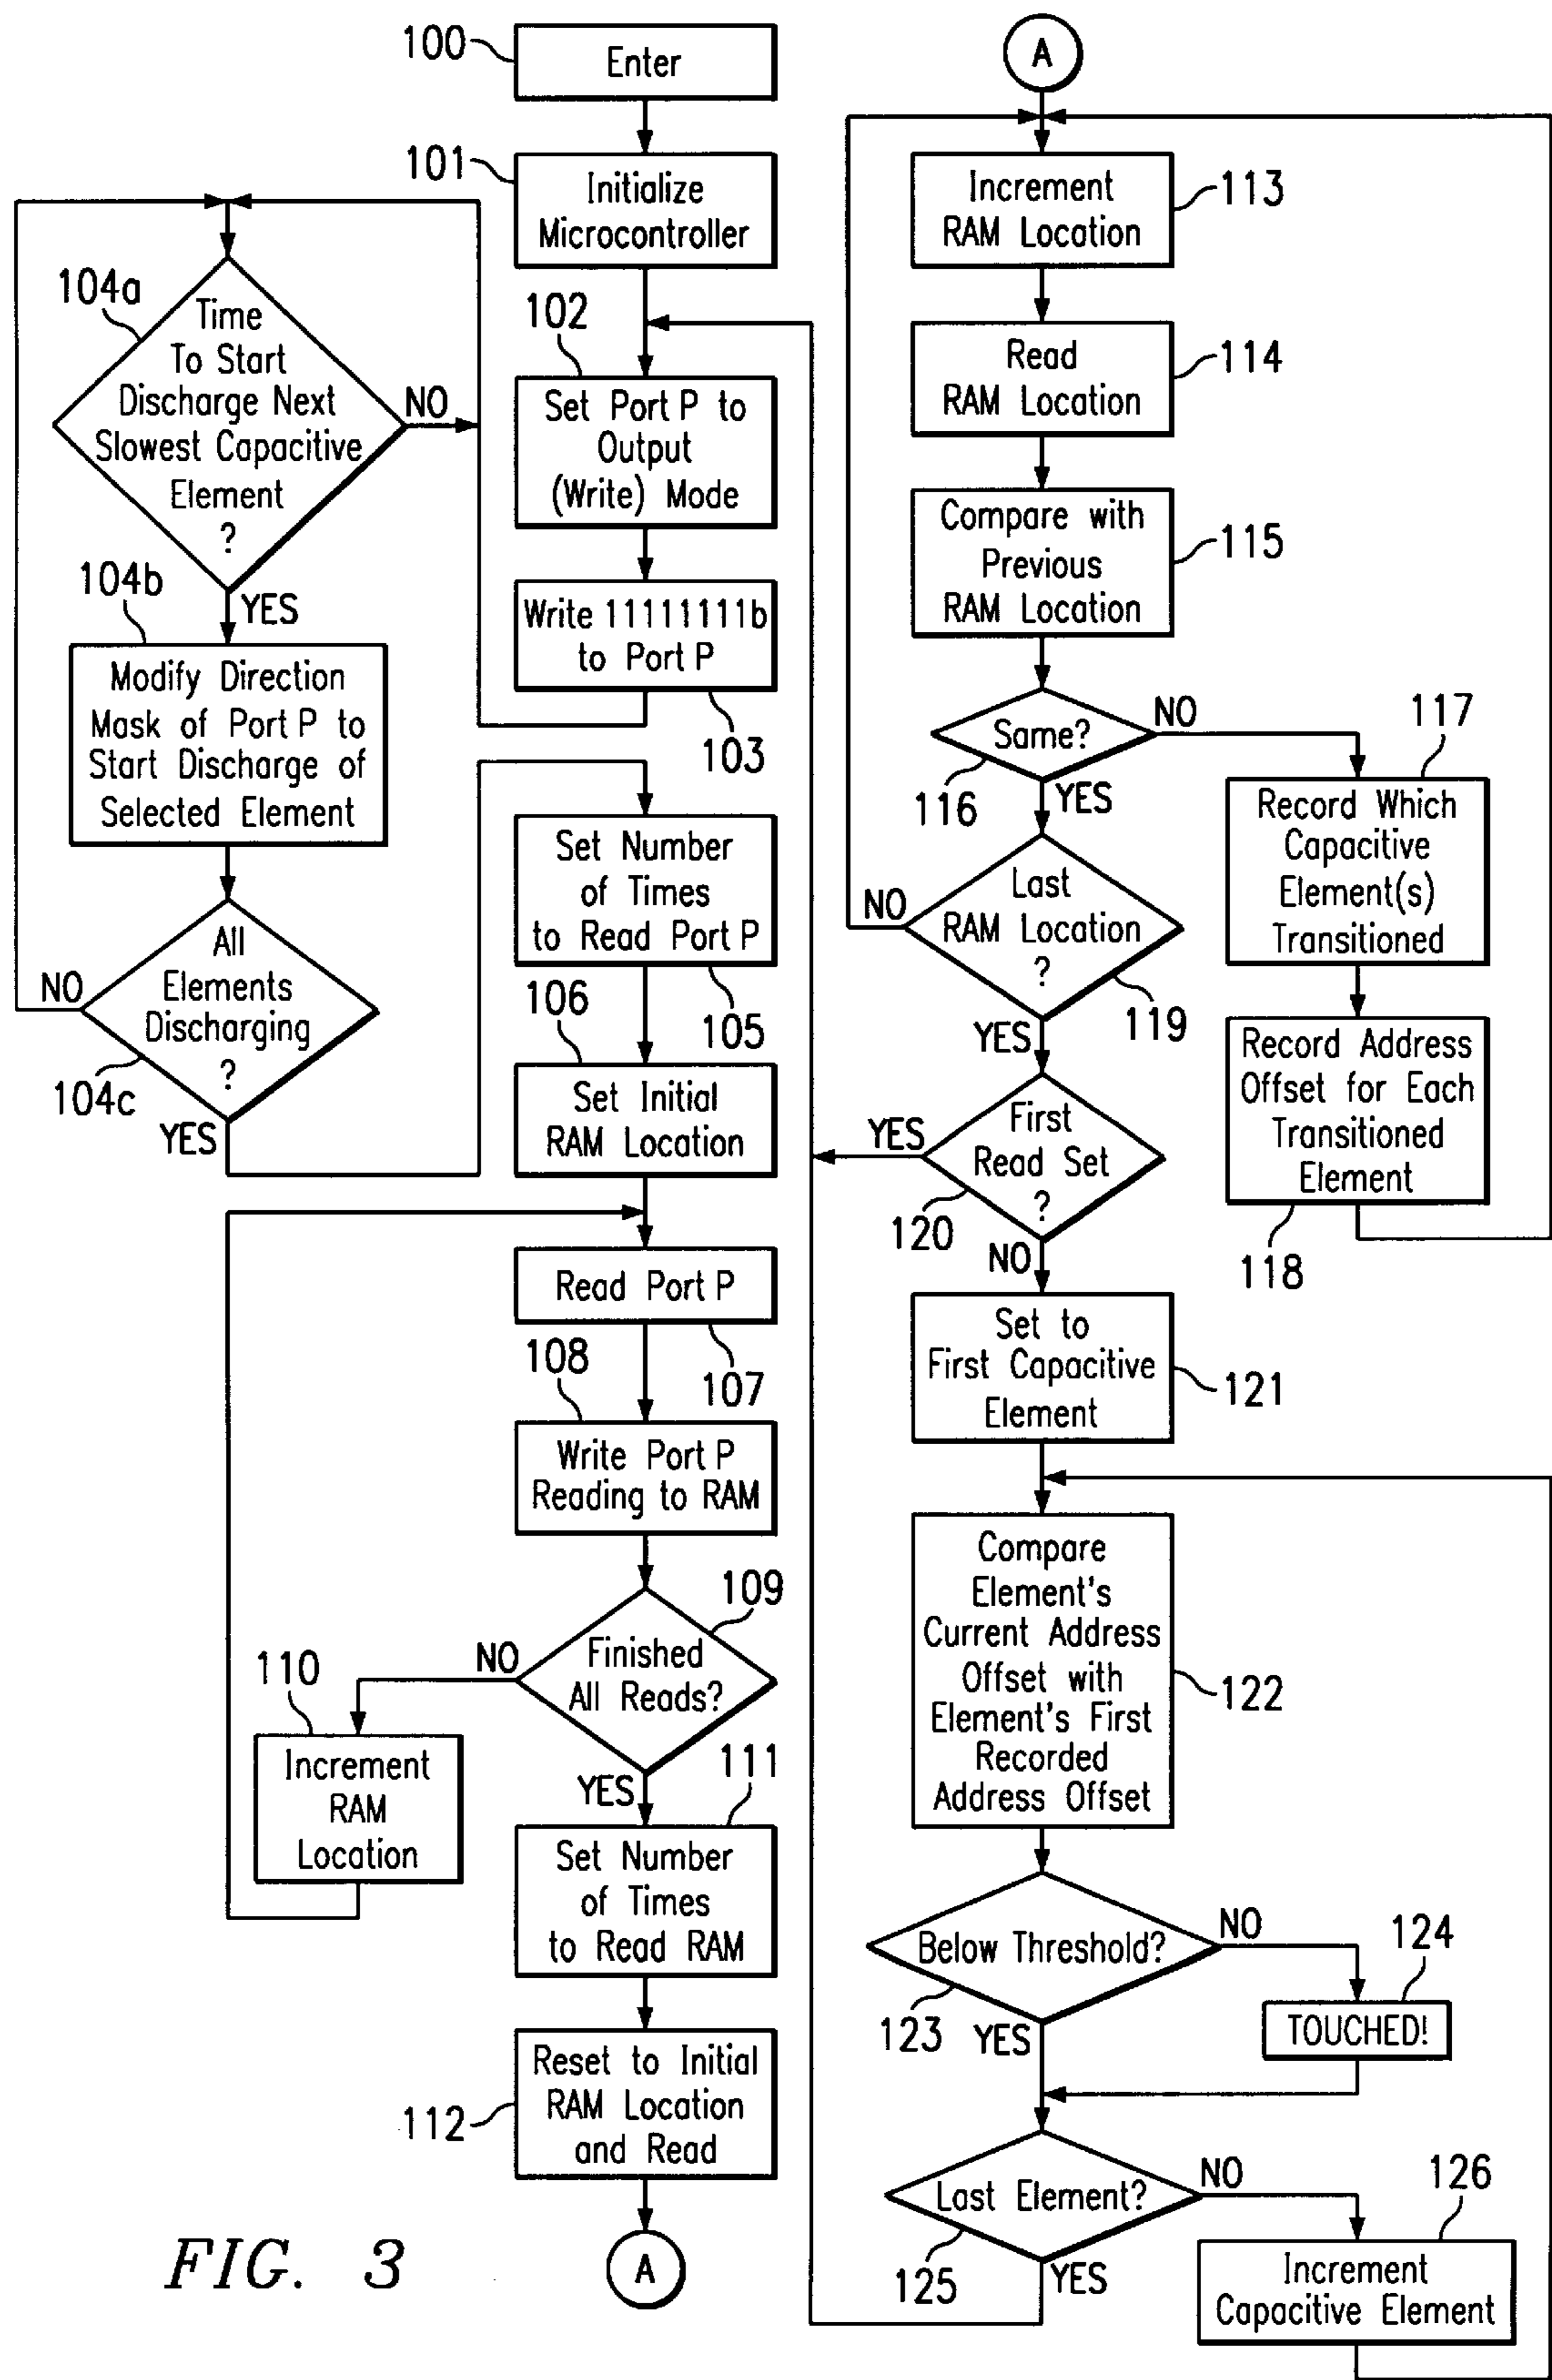 100
Enter
101
Initialize
Microcontroller
104a
Time
To Start
Discharge Next
Slowest Capacitive
Element
?
NO
YES
102
Set Port P to
Output
(Write) Mode
Write 11111111b
to Port P
103
104b
Modify Direction
Mask of Port P to
Start Discharge of
Selected Element
All
Elements
Discharging
?
NO
104c
YES
Set Number
of Times
to Read Port P
105
106
Set Initial
RAM Location
Read Port P
107
108
Write Port P
Reading to RAM
109
Finished
All Reads?
NO
110
Increment
RAM
Location
YES
111
Set Number
of Times
to Read RAM
Reset to Initial
RAM Location
and Read
112
A
A
Increment
RAM Location
113
Read
RAM Location
114
Compare with
Previous
RAM Location
115
Same?
NO
116
YES
117
Record Which
Capacitive
Element(s)
Transitioned
Record Address
Offset for Each
Transitioned
Element
118
Last
RAM Location
?
NO
119
YES
First
Read Set
?
YES
120
NO
Set to
First Capacitive
Element
121
Compare
Element's
Current Address
Offset with
Element's First
Recorded
Address Offset
122
Below Threshold?
NO
123
YES
124
TOUCHED!
Last Element?
NO
125
YES
126
Increment
Capacitive Element
FIG. 3